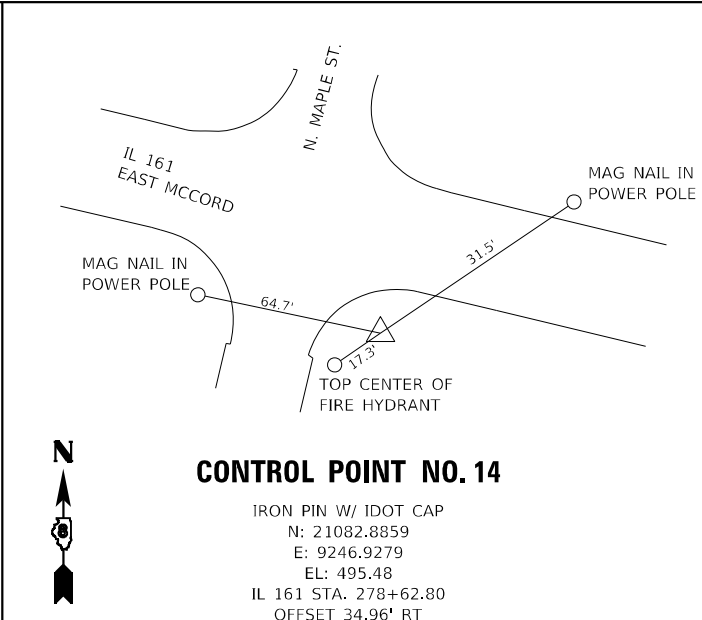 N. MAPLE ST.
IL 161
EAST MCCORD
MAG NAIL IN
POWER POLE
31.5'
MAG NAIL IN
POWER POLE
64.7'
17.3'
TOP CENTER OF
FIRE HYDRANT
N
8
CONTROL POINT NO. 14
IRON PIN W/ IDOT CAP
N: 21082.8859
E: 9246.9279
EL: 495.48
IL 161 STA. 278+62.80
OFFSET 34.96' RT